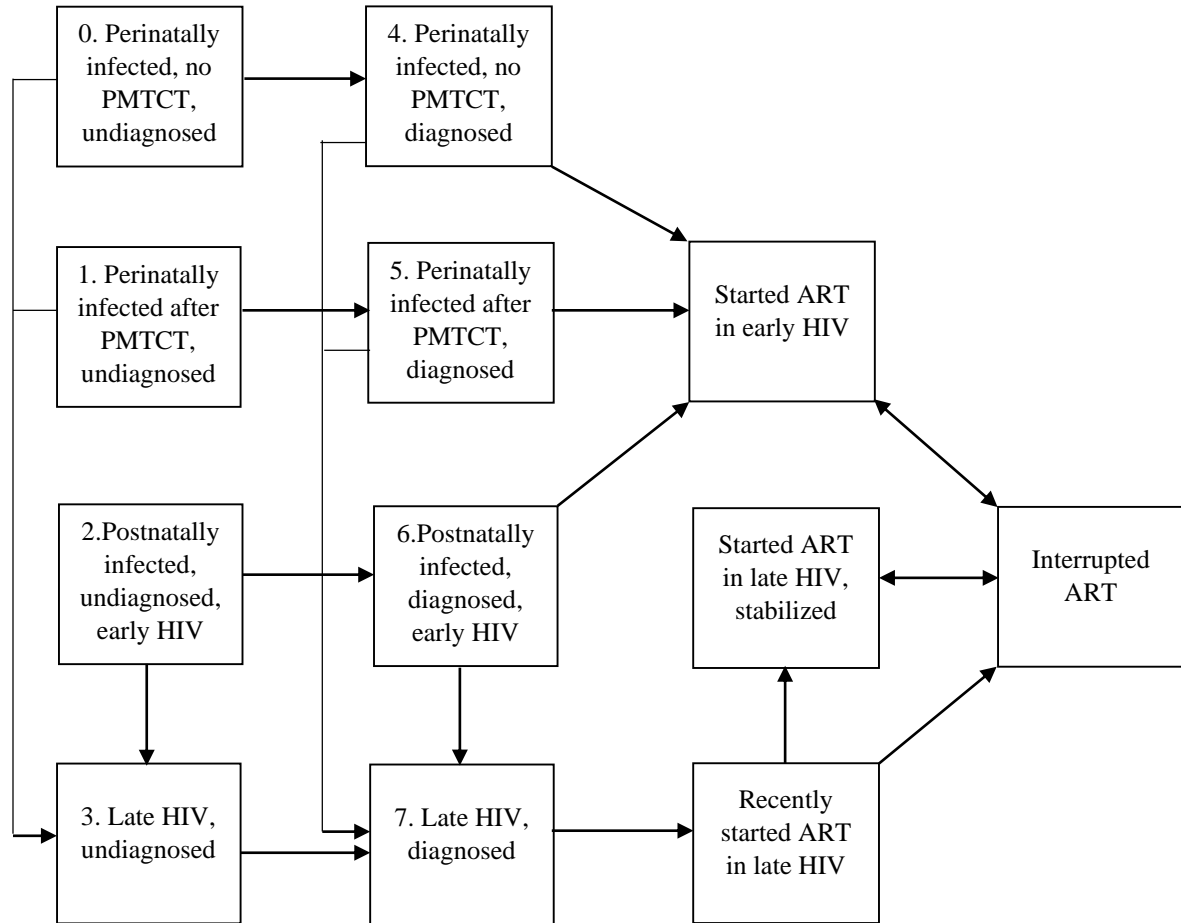 0. Perinatally
infected, no
PMTCT,
undiagnosed
4. Perinatally
infected, no
PMTCT,
diagnosed
1. Perinatally
infected after
PMTCT,
undiagnosed
5. Perinatally
infected after
PMTCT,
diagnosed
Started ART
in early HIV
2.Postnatally
infected,
undiagnosed,
early HIV
6.Postnatally
infected,
diagnosed,
early HIV
Started ART
in late HIV,
stabilized
Interrupted
ART
3. Late HIV,
undiagnosed
7. Late HIV,
diagnosed
Recently
started ART
in late HIV